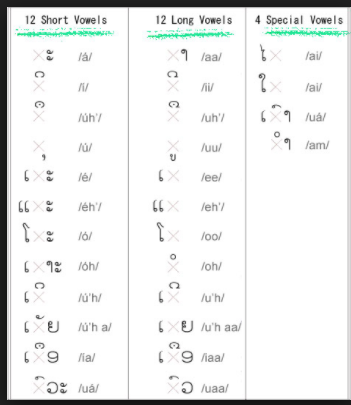 12 Short Vowels 12 Long Vowels 4 Special Vowels
×ະ /á/ ×າ /aa/ ໄ× /ai/
×ິ /í/ ×ີ /ii/ ໃ× /ai/
×ຶ /úh'/ ×ື /uh'/ ເ×ົາ /uá/
×ຸ /ú/ ×ູ /uu/ ×ຳ /am/
ເ×ະ /é/ ເ× /ee/
ແ×ະ /éh'/ ແ× /eh'/
ໂ×ະ /ó/ ໂ× /oo/
ເ×າະ /óh/ ×ໍ /oh/
ເ×ິ /ú'h/ ເ×ີ /u'h/
ເ×ັຍ /ú'h a/ ເ×ຍ /u'h aa/
ເ×ຶອ /ía/ ເ×ືອ /iaa/
×ົວະ /uá/ ×ົວ /uaa/